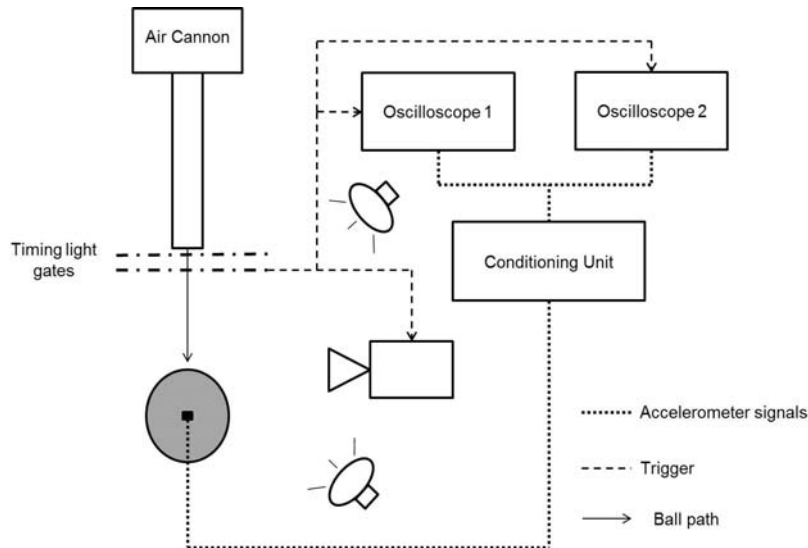 Air Cannon
Oscilloscope 1
Oscilloscope 2
Timing light
gates
Conditioning Unit
Accelerometer signals
Trigger
Ball path